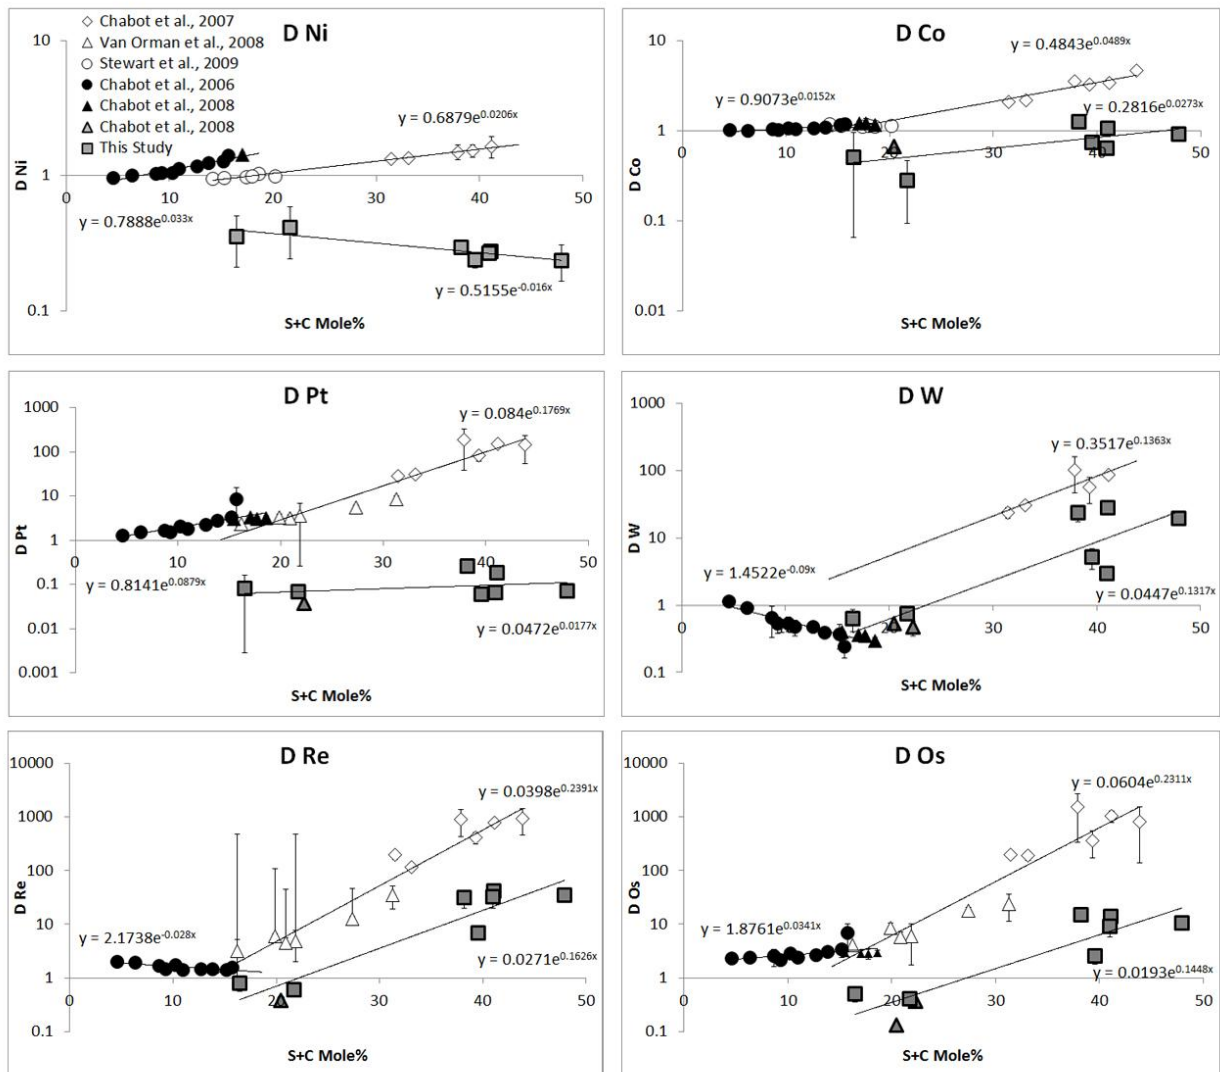 D Ni
Chabot et al., 2007
Van Orman et al., 2008
Stewart et al., 2009
Chabot et al., 2006
Chabot et al., 2008
Chabot et al., 2008
This Study
10
1
0.1
D Ni
0
10
20
30
40
50
y = 0.6879e^0.0206x
y = 0.7888e^0.033x
y = 0.5155e^-0.016x
S+C Mole%
D Co
10
1
0.1
0.01
D Co
0
10
20
30
40
50
y = 0.4843e^0.0489x
y = 0.9073e^0.0152x
y = 0.2816e^0.0273x
S+C Mole%
D Pt
1000
100
10
1
0.1
0.01
0.001
D Pt
0
10
20
30
40
50
y = 0.084e^0.1769x
y = 0.8141e^0.0879x
y = 0.0472e^0.0177x
S+C Mole%
D W
1000
100
10
1
0.1
D W
0
10
20
30
40
50
y = 0.3517e^0.1363x
y = 1.4522e^-0.09x
y = 0.0447e^0.1317x
S+C Mole%
D Re
10000
1000
100
10
1
0.1
D Re
0
10
20
30
40
50
y = 0.0398e^0.2391x
y = 2.1738e^-0.028x
y = 0.0271e^0.1626x
S+C Mole%
D Os
10000
1000
100
10
1
0.1
D Os
0
10
20
30
40
50
y = 0.0604e^0.2311x
y = 1.8761e^0.0341x
y = 0.0193e^0.1448x
S+C Mole%